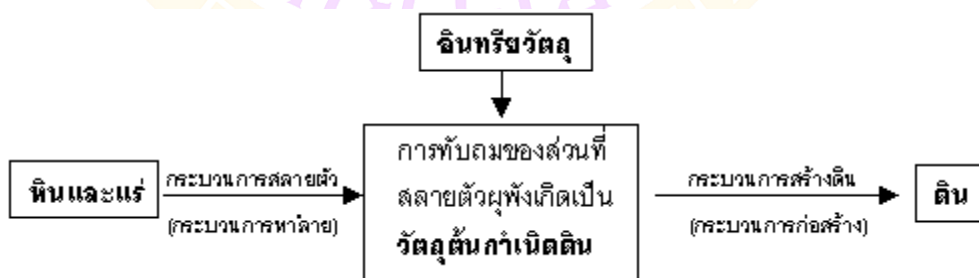 อินทรียวัตถุ
หินและแร่
กระบวนการสลายตัว
(กระบวนการทำลาย)
การทับถมของส่วนที่
สลายตัวผุพังเกิดเป็น
วัตถุต้นกำเนิดดิน
กระบวนการสร้างดิน
(กระบวนการก่อสร้าง)
ดิน